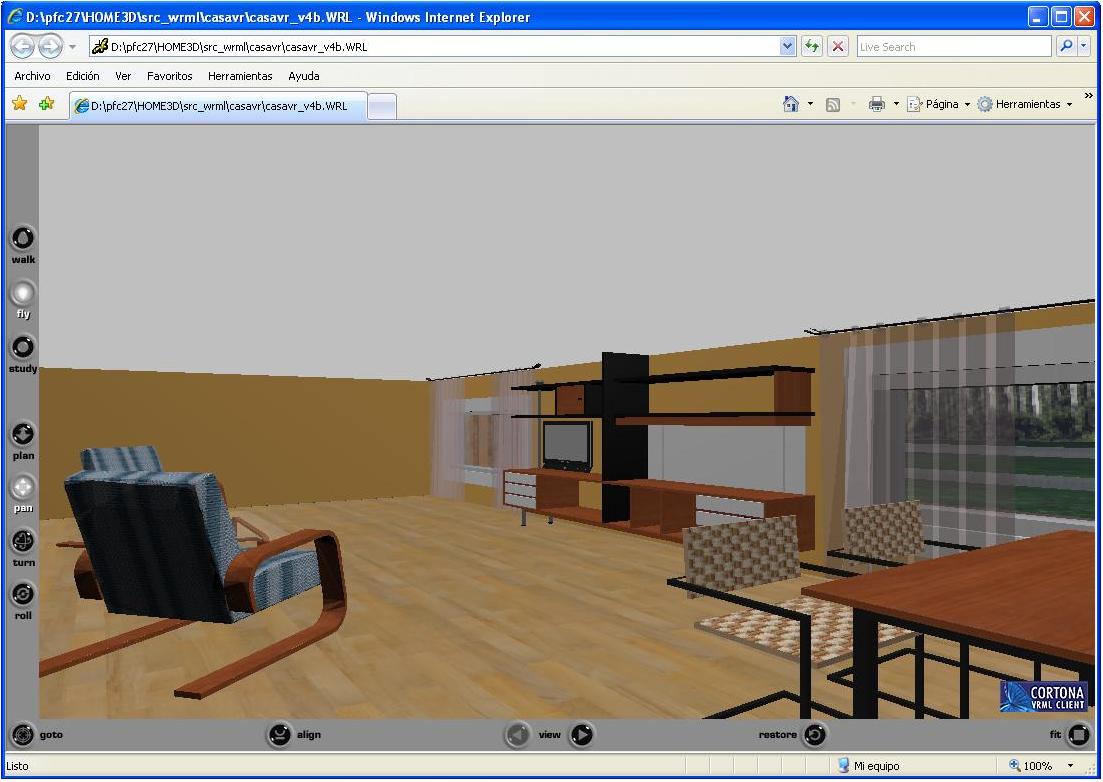 D:\pfc27\HOME3D\src_wrml\casavr\casavr_v4b.WRL - Windows Internet Explorer
D:\pfc27\HOME3D\src_wrml\casavr\casavr_v4b.WRL
Live Search
Archivo Edición Ver Favoritos Herramientas Ayuda
D:\pfc27\HOME3D\src_wrml\casavr\casavr_v4b.WRL
Página Herramientas
walk
fly
study
plan
pan
turn
roll
CORTONA
VRML CLIENT
goto align view restore fit
Listo Mi equipo 100%